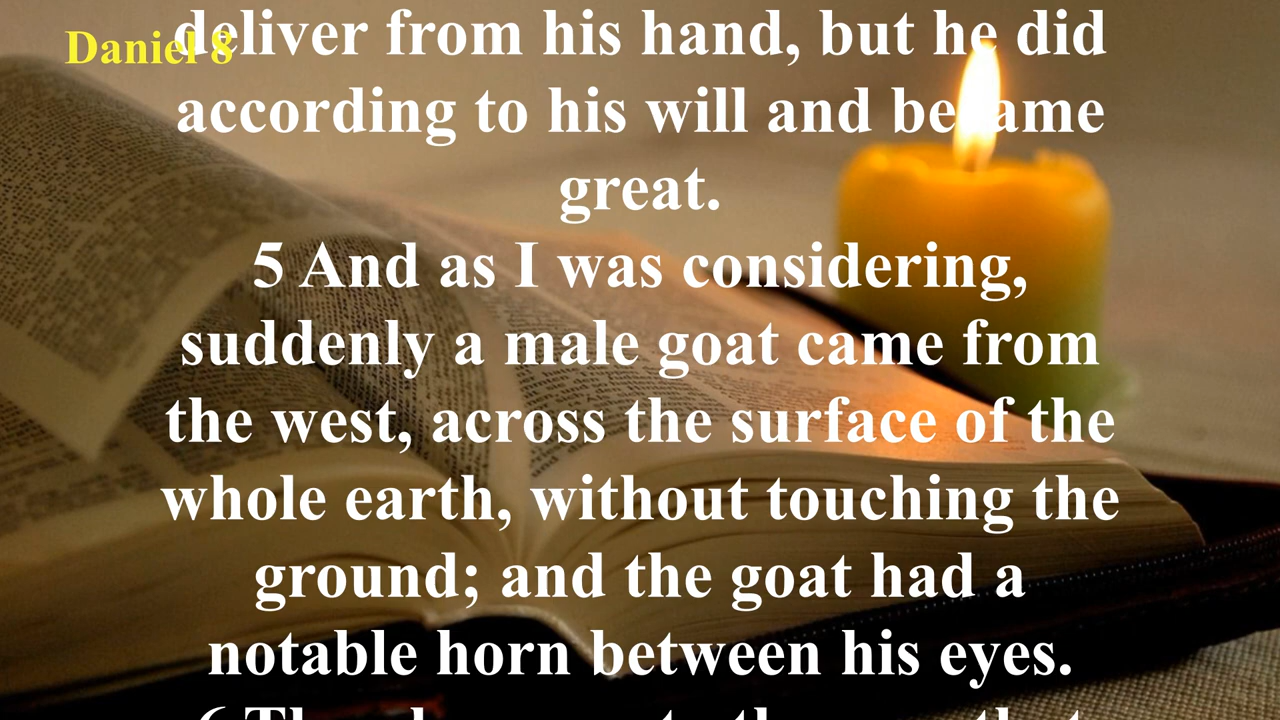 Daniel 8
deliver from his hand, but he did
according to his will and became
great.
5 And as I was considering,
suddenly a male goat came from
the west, across the surface of the
whole earth, without touching the
ground; and the goat had a
notable horn between his eyes.